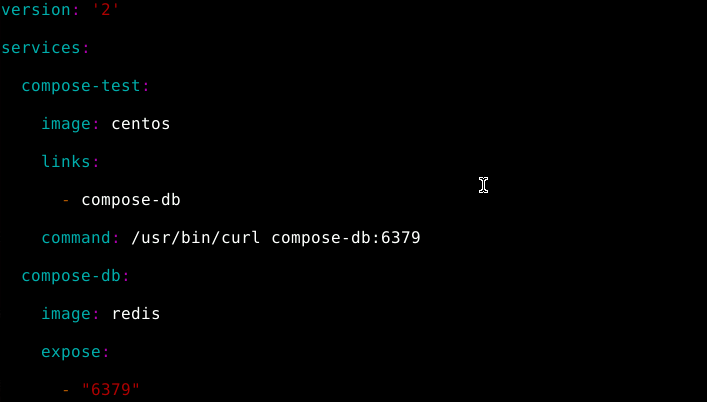 version: '2'
services:
  compose-test:
    image: centos
    links:
      - compose-db
    command: /usr/bin/curl compose-db:6379
  compose-db:
    image: redis
    expose:
      - "6379"